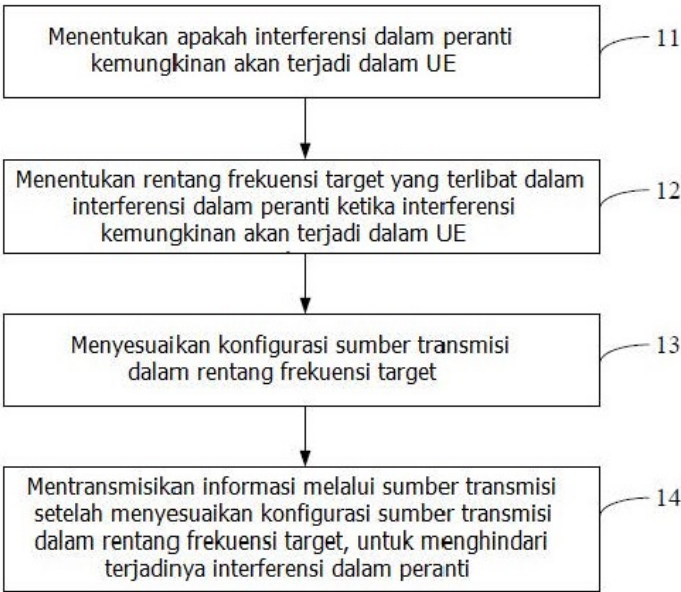 Menentukan apakah interferensi dalam peranti
kemungkinan akan terjadi dalam UE
11
Menentukan rentang frekuensi target yang terlibat dalam
interferensi dalam peranti ketika interferensi
kemungkinan akan terjadi dalam UE
12
Menyesuaikan konfigurasi sumber transmisi
dalam rentang frekuensi target
13
Mentransmisikan informasi melalui sumber transmisi
setelah menyesuaikan konfigurasi sumber transmisi
dalam rentang frekuensi target, untuk menghindari
terjadinya interferensi dalam peranti
14